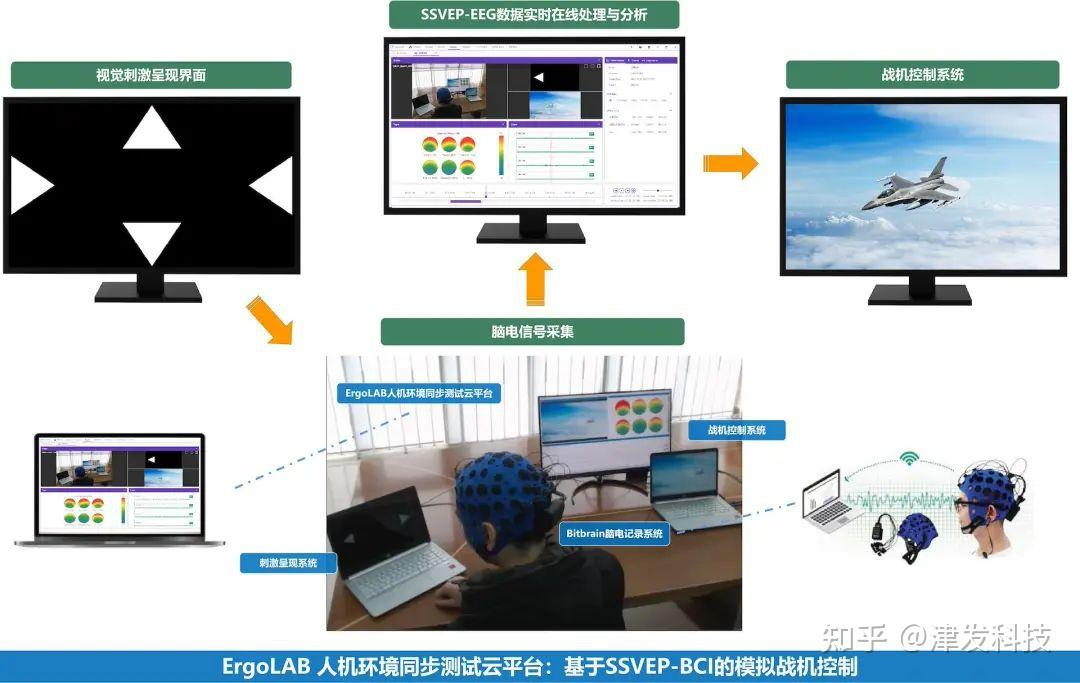 SSVEP-EEG数据实时在线处理与分析
视觉刺激呈现界面
战机控制系统
脑电信号采集
ErgoLAB人机环境同步测试云平台
战机控制系统
Bitbrain脑电记录系统
刺激呈现系统
知乎 @津发科技
ErgoLAB 人机环境同步测试云平台：基于SSVEP-BCI的模拟战机控制